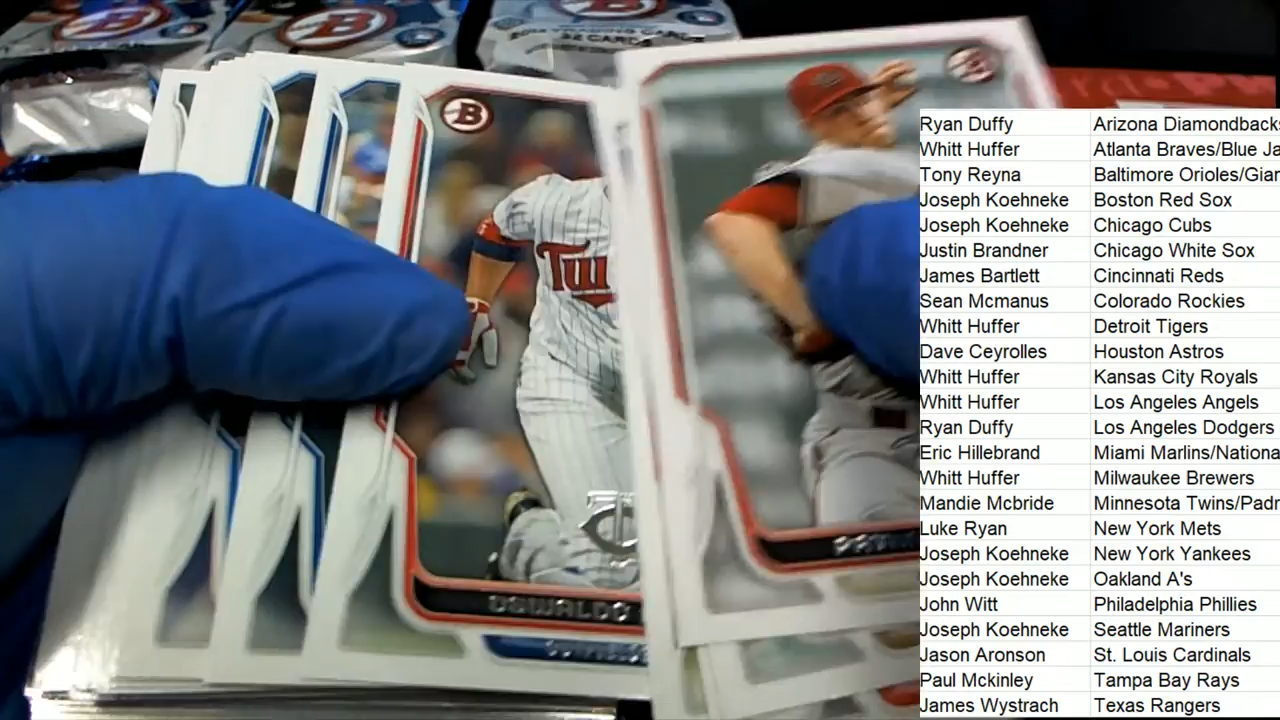 B
B
B
Twi
OSWALDO
Ryan Duffy Arizona Diamondbacks
Whitt Huffer Atlanta Braves/Blue Ja
Tony Reyna Baltimore Orioles/Gian
Joseph Koehneke Boston Red Sox
Joseph Koehneke Chicago Cubs
Justin Brandner Chicago White Sox
James Bartlett Cincinnati Reds
Sean Mcmanus Colorado Rockies
Whitt Huffer Detroit Tigers
Dave Ceyrolles Houston Astros
Whitt Huffer Kansas City Royals
Whitt Huffer Los Angeles Angels
Ryan Duffy Los Angeles Dodgers
Eric Hillebrand Miami Marlins/Nationa
Whitt Huffer Milwaukee Brewers
Mandie Mcbride Minnesota Twins/Padr
Luke Ryan New York Mets
Joseph Koehneke New York Yankees
Joseph Koehneke Oakland A's
John Witt Philadelphia Phillies
Joseph Koehneke Seattle Mariners
Jason Aronson St. Louis Cardinals
Paul Mckinley Tampa Bay Rays
James Wystrach Texas Rangers